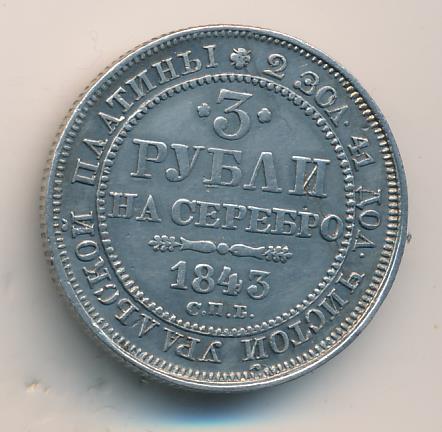 2 ЗОЛ. 41 ДОЛ. ЧИСТОЙ УРАЛЬСКОЙ ПЛАТИНЫ
3
РУБЛИ
НА СЕРЕБРО
1843
С.П.Б.